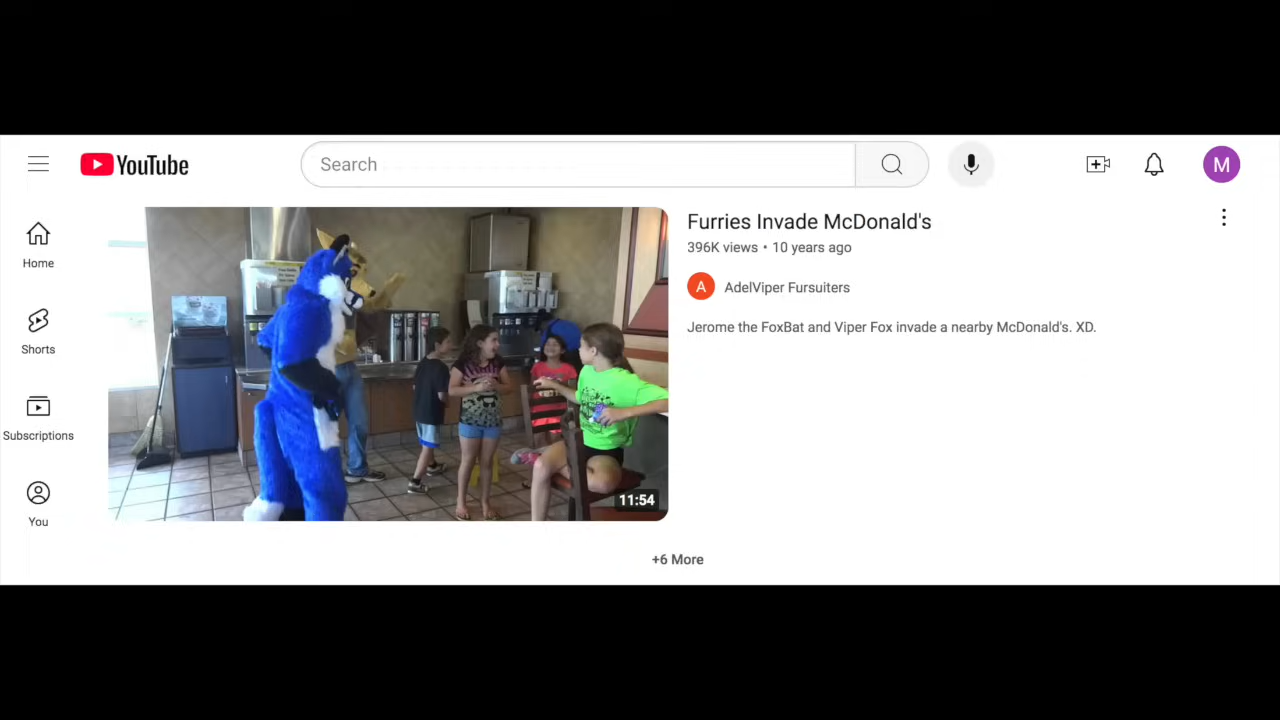 YouTube
Search
M
Home
Shorts
Subscriptions
You
11:54
Furries Invade McDonald's
396K views • 10 years ago
A
AdelViper Fursuiters
Jerome the FoxBat and Viper Fox invade a nearby McDonald's. XD.
+6 More